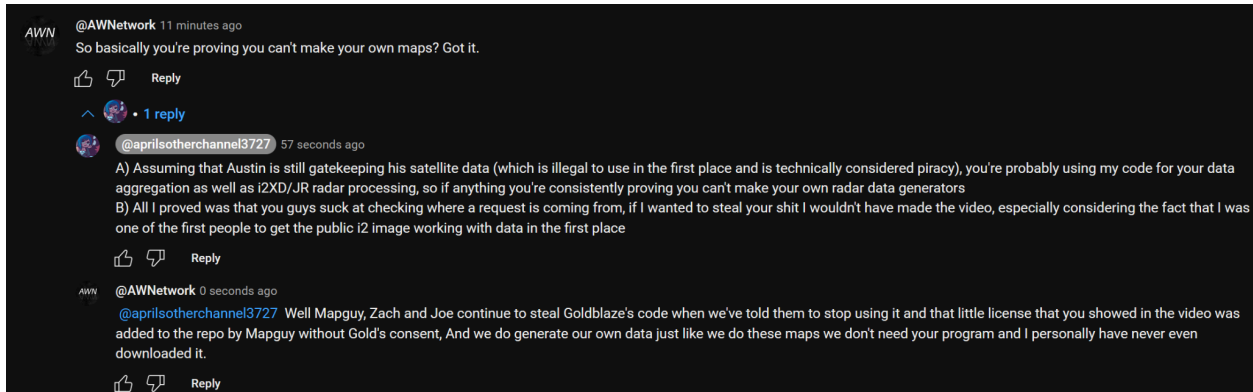 AWN
@AWNetwork 11 minutes ago
So basically you're proving you can't make your own maps? Got it.
Reply
• 1 reply
@aprilsotherchannel3727 57 seconds ago
A) Assuming that Austin is still gatekeeping his satellite data (which is illegal to use in the first place and is technically considered piracy), you're probably using my code for your data
aggregation as well as i2XD/JR radar processing, so if anything you're consistently proving you can't make your own radar data generators
B) All I proved was that you guys suck at checking where a request is coming from, if I wanted to steal your shit I wouldn't have made the video, especially considering the fact that I was
one of the first people to get the public i2 image working with data in the first place
Reply
AWN
@AWNetwork 0 seconds ago
@aprilsotherchannel3727 Well Mapguy, Zach and Joe continue to steal Goldblaze's code when we've told them to stop using it and that little license that you showed in the video was
added to the repo by Mapguy without Gold's consent, And we do generate our own data just like we do these maps we don't need your program and I personally have never even
downloaded it.
Reply